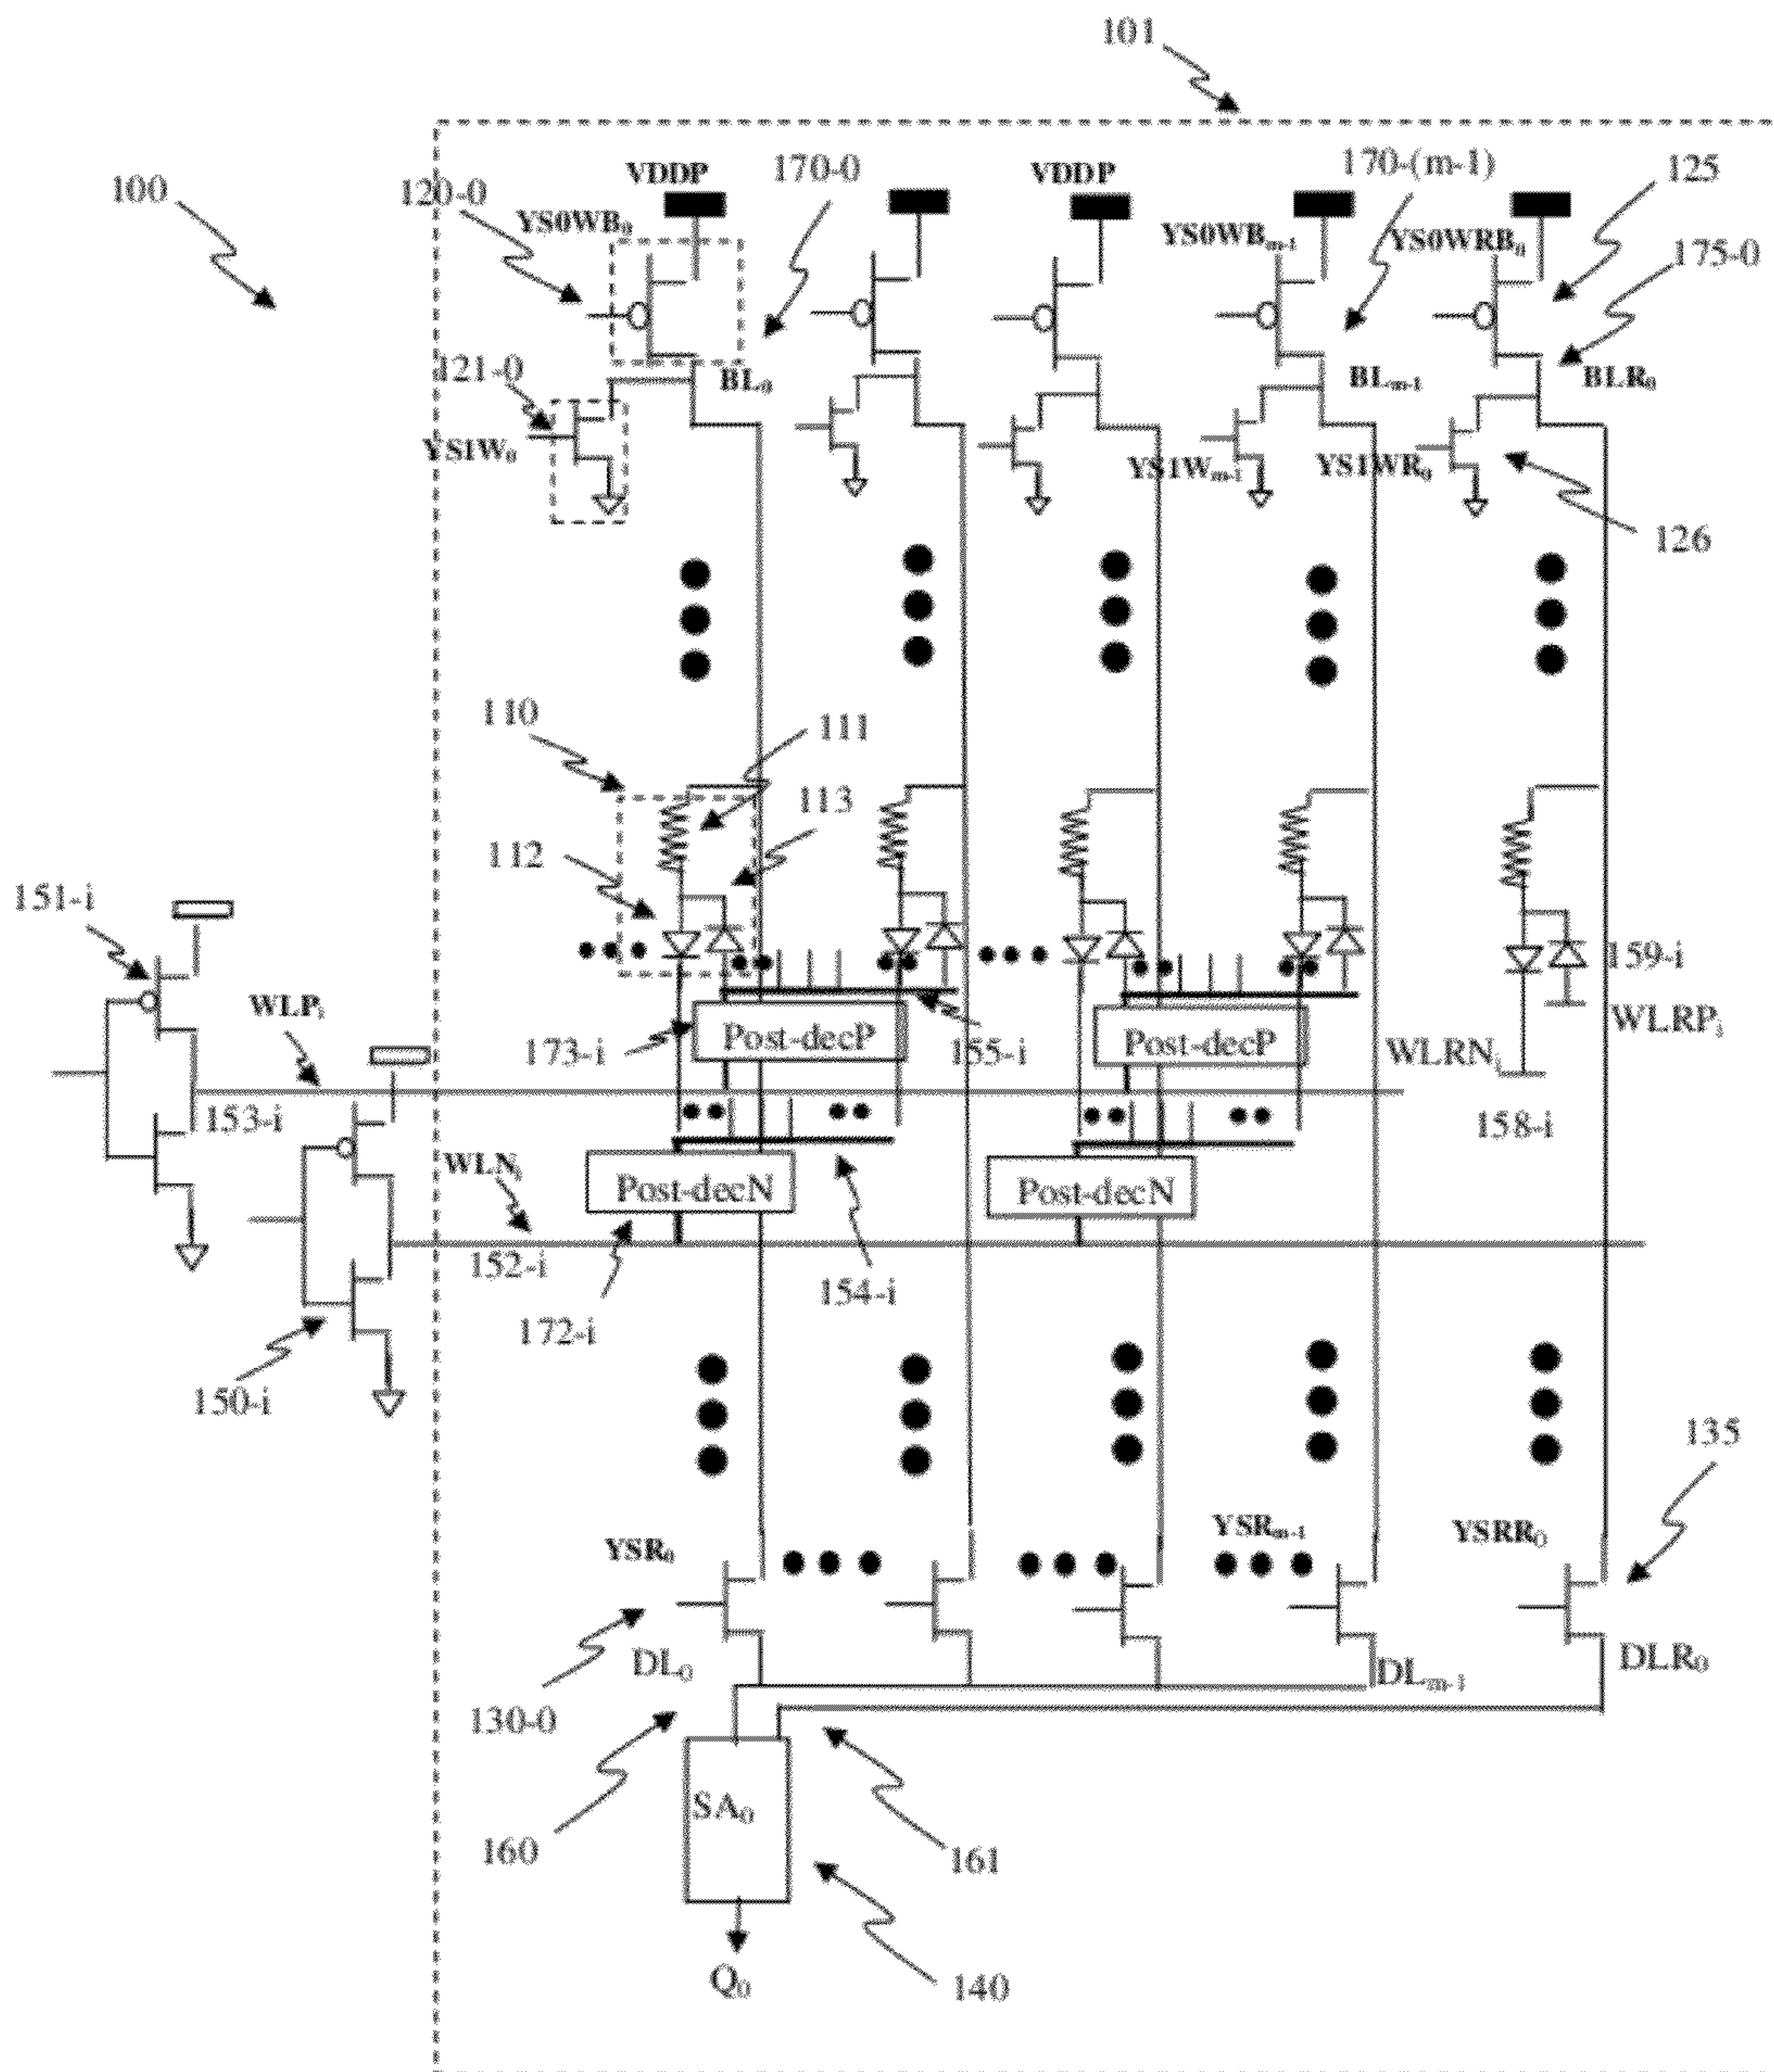 101
100
120-0
VDDP
170-0
VDDP
170-(m-1)
125
YS0WB₀
YS0WBₘ₋₁
YS0WRB₀
175-0
121-0
BL₀
BLₘ₋₁
BLR₀
YS1W₀
YS1Wₘ₋₁
YS1WR₀
126
110
111
113
112
151-i
159-i
WLPᵢ
173-i
Post-decP
155-i
Post-decP
WLRNᵢ
WLRPᵢ
153-i
158-i
WLNᵢ
Post-decN
Post-decN
152-i
154-i
172-i
150-i
135
YSR₀
YSRₘ₋₁
YSRR₀
DL₀
DLₘ₋₁
DLR₀
130-0
SA₀
160
161
Q₀
140